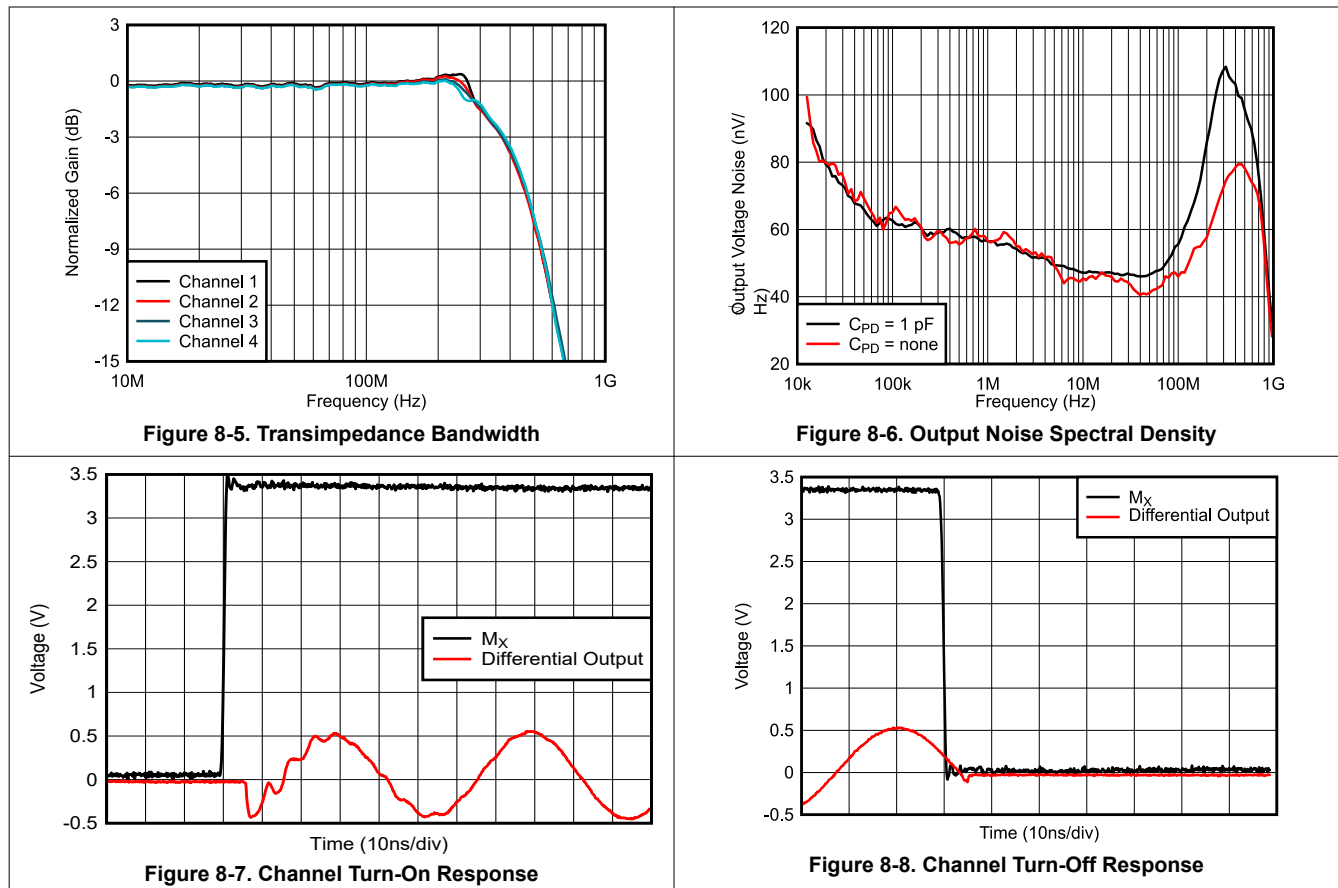 3
0
-3
-6
-9
-12
-15
Normalized Gain (dB)
Channel 1
Channel 2
Channel 3
Channel 4
10M
100M
1G
Frequency (Hz)
Figure 8-5. Transimpedance Bandwidth
120
100
80
60
40
20
Output Voltage Noise (nV/
√
Hz)
C_PD = 1 pF
C_PD = none
10k
100k
1M
10M
100M
1G
Frequency (Hz)
Figure 8-6. Output Noise Spectral Density
3.5
3
2.5
2
1.5
1
0.5
0
-0.5
Voltage (V)
M_X
Differential Output
Time (10ns/div)
Figure 8-7. Channel Turn-On Response
3.5
3
2.5
2
1.5
1
0.5
0
-0.5
Voltage (V)
M_X
Differential Output
Time (10ns/div)
Figure 8-8. Channel Turn-Off Response